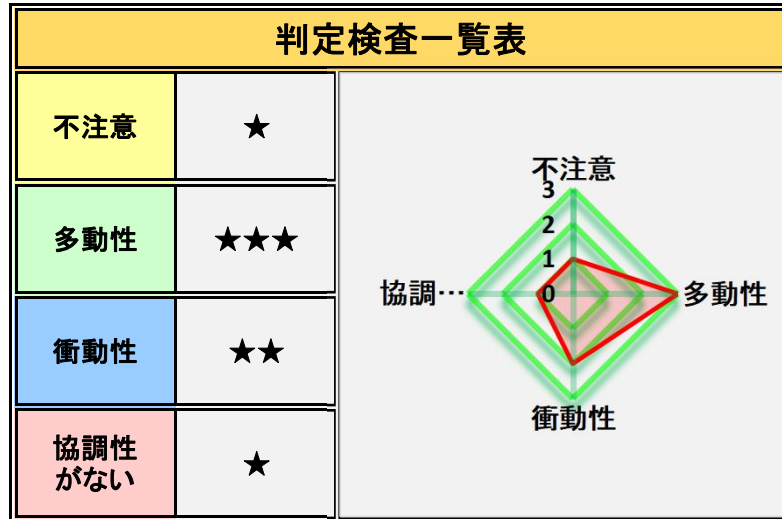 判定検査一覧表
不注意
★
多動性
★★★
衝動性
★★
協調性
がない
★
不注意
3
2
1
0
協調…
多動性
衝動性